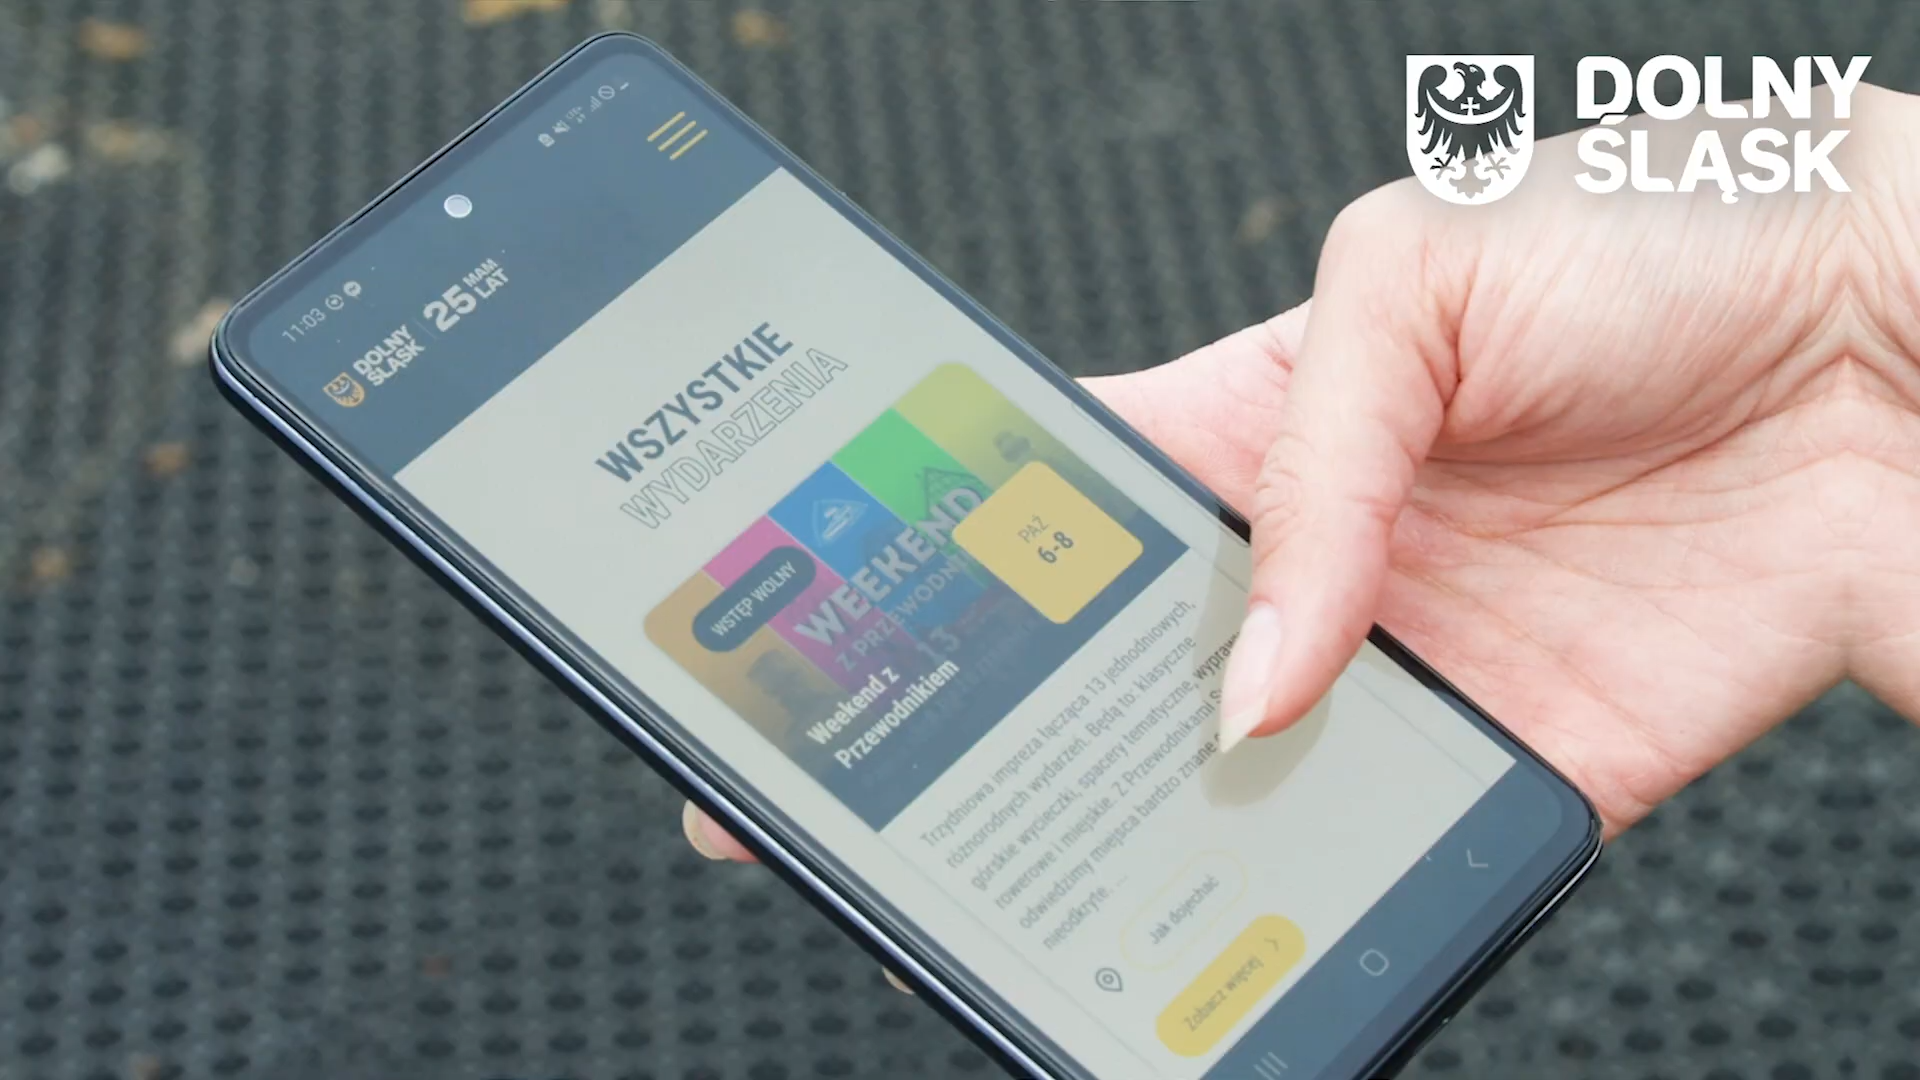 DOLNY
ŚLĄSK
11:03
DOLNY
ŚLĄSK
25 MAM
LAT
WSZYSTKIE
WYDARZENIA
WSTĘP WOLNY
WEEKEND
Z PRZEWODNI
13
PAŹ
6-8
Weekend z
Przewodnikiem
Trzydniowa impreza łącząca 13 jednodniowych,
różnorodnych wydarzeń. Będą to: klasyczne
górskie wycieczki, spacery tematyczne, wyprawy
rowerowe i miejskie. Z Przewodnikami
odwiedzimy miejsca bardzo znane
nieodkryte. ...
Jak dojechać
Zobacz więcej